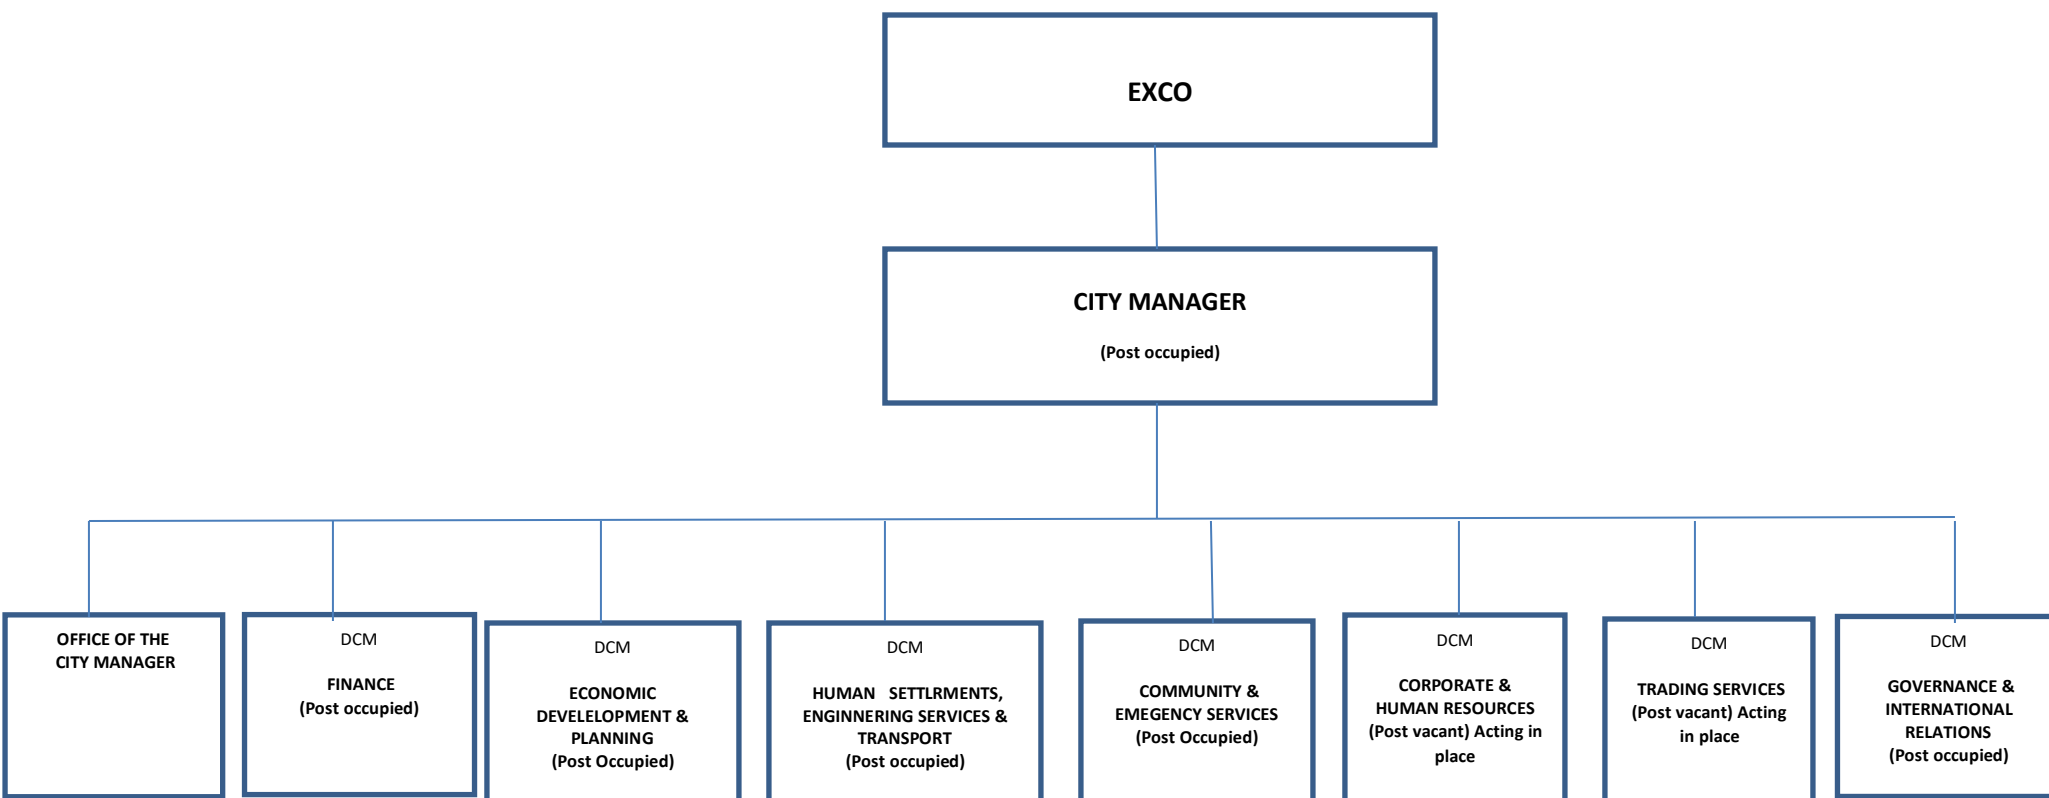 EXCO
CITY MANAGER
(Post occupied)
OFFICE OF THE
CITY MANAGER
DCM
FINANCE
(Post occupied)
DCM
ECONOMIC
DEVELELOPMENT &
PLANNING
(Post Occupied)
DCM
HUMAN SETTLRMENTS,
ENGINNERING SERVICES &
TRANSPORT
(Post occupied)
DCM
COMMUNITY &
EMEGENCY SERVICES
(Post Occupied)
DCM
CORPORATE &
HUMAN RESOURCES
(Post vacant) Acting in
place
DCM
TRADING SERVICES
(Post vacant) Acting
in place
DCM
GOVERNANCE &
INTERNATIONAL
RELATIONS
(Post occupied)